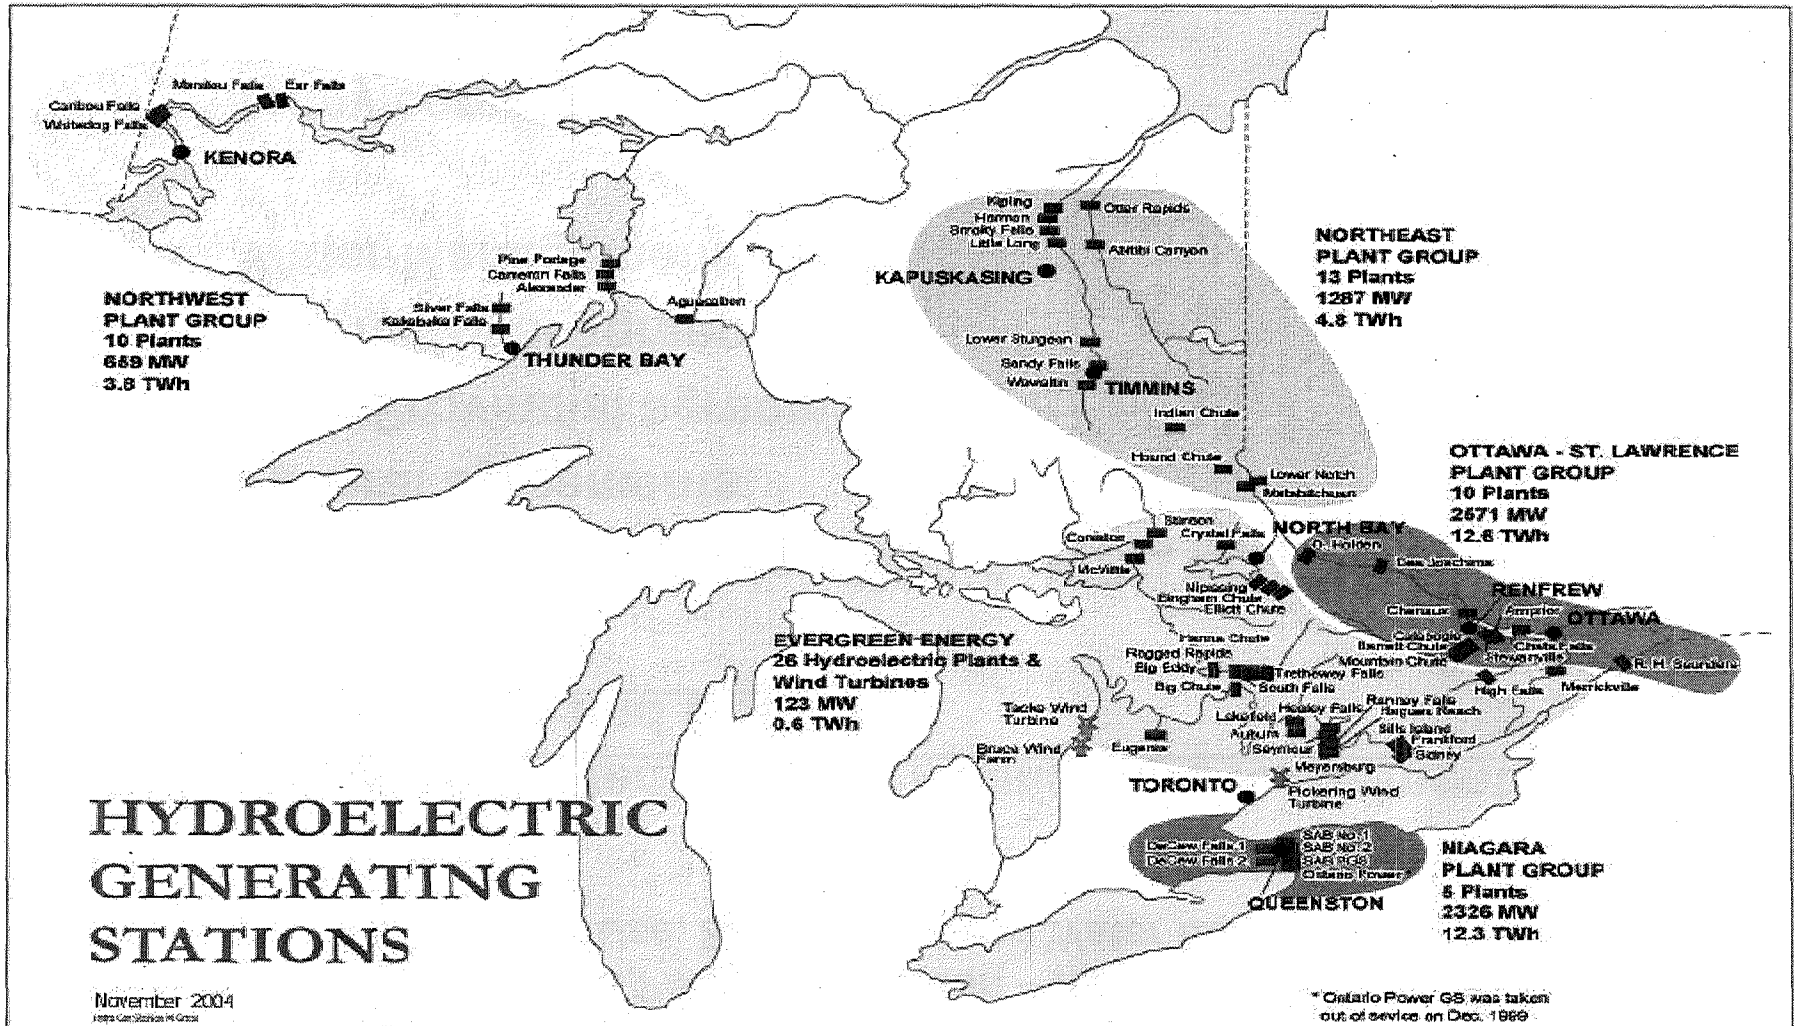 Manitou Falls
Ear Falls
Caribou Falls
Whitedog Falls
KENORA
Pine Portage
Cameron Falls
Alexander
Silver Falls
Kakabeka Falls
Aguasabon
THUNDER BAY
NORTHWEST
PLANT GROUP
10 Plants
659 MW
3.8 TWh
Kipling
Harmon
Smoky Falls
Little Long
Otter Rapids
Abitibi Canyon
KAPUSKASING
Lower Sturgeon
Sandy Falls
Wawaitin
TIMMINS
Indian Chute
Hound Chute
Lower Notch
Matabitchuan
NORTHEAST
PLANT GROUP
13 Plants
1287 MW
4.8 TWh
OTTAWA - ST. LAWRENCE
PLANT GROUP
10 Plants
2571 MW
12.6 TWh
Stinson
Coniston
McVittie
Crystal Falls
NORTH BAY
O. Holden
Des Joachims
Nipissing
Bingham Chute
Elliott Chute
RENFREW
Chenaux
Arnprior
OTTAWA
Calabogie
Barrett Chute
Mountain Chute
Chats Falls
Stewartville
R. H. Saunders
High Falls
Merrickville
EVERGREEN ENERGY
26 Hydroelectric Plants &
Wind Turbines
123 MW
0.6 TWh
Hanna Chute
Ragged Rapids
Big Eddy
Trethewey Falls
Big Chute
South Falls
Tacke Wind
Turbine
Bruce Wind
Farm
Eugenia
Healey Falls
Ranney Falls
Hagues Reach
Lakefield
Auburn
Seymour
Sills Island
Frankford
Sidney
Meyersburg
TORONTO
Pickering Wind
Turbine
DeCew Falls 1
DeCew Falls 2
SAB No. 1
SAB No. 2
SAB PGS
Ontario Power *
QUEENSTON
NIAGARA
PLANT GROUP
5 Plants
2326 MW
12.3 TWh
HYDROELECTRIC
GENERATING
STATIONS
November 2004
* Ontario Power GS was taken
out of sevice on Dec. 1999